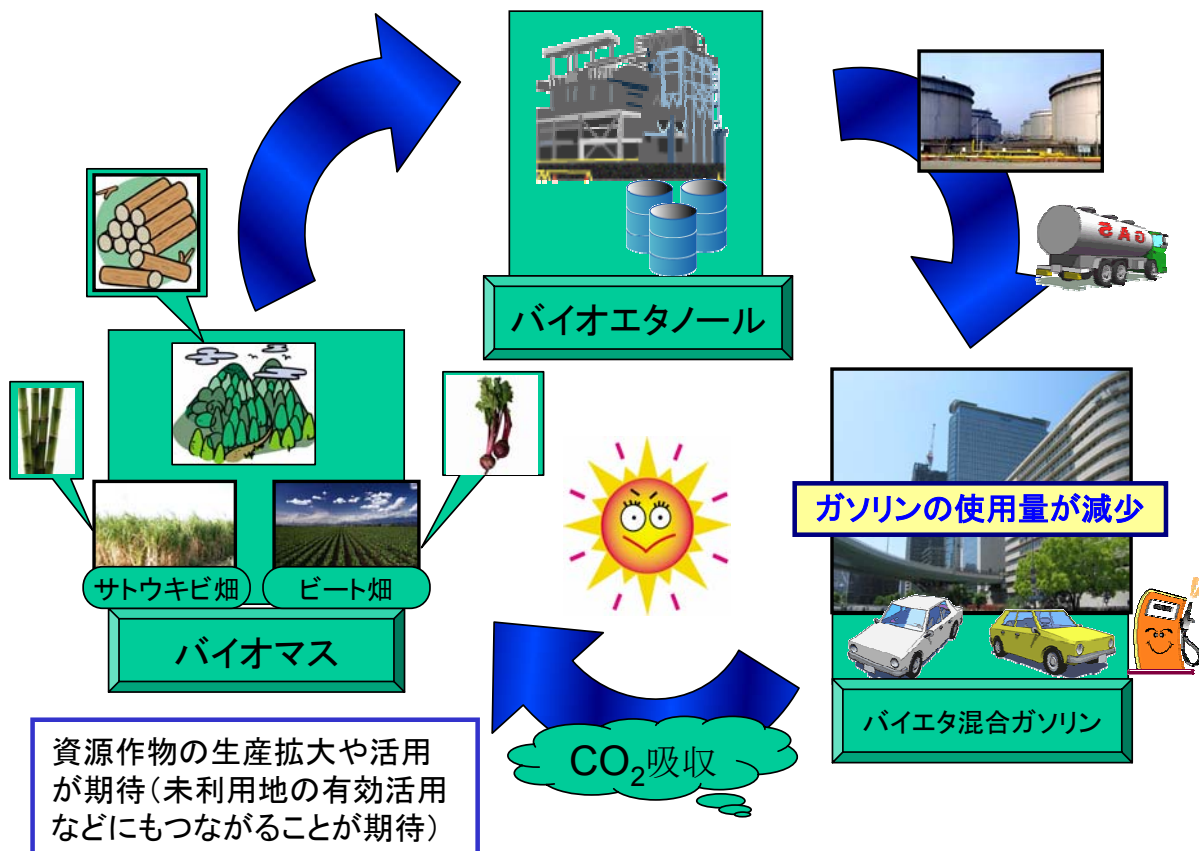 GAS
バイオエタノール
ガソリンの使用量が減少
サトウキビ畑
ビート畑
バイオマス
バイエタ混合ガソリン
CO₂吸収
資源作物の生産拡大や活用
が期待（未利用地の有効活用
などにもつながることが期待）